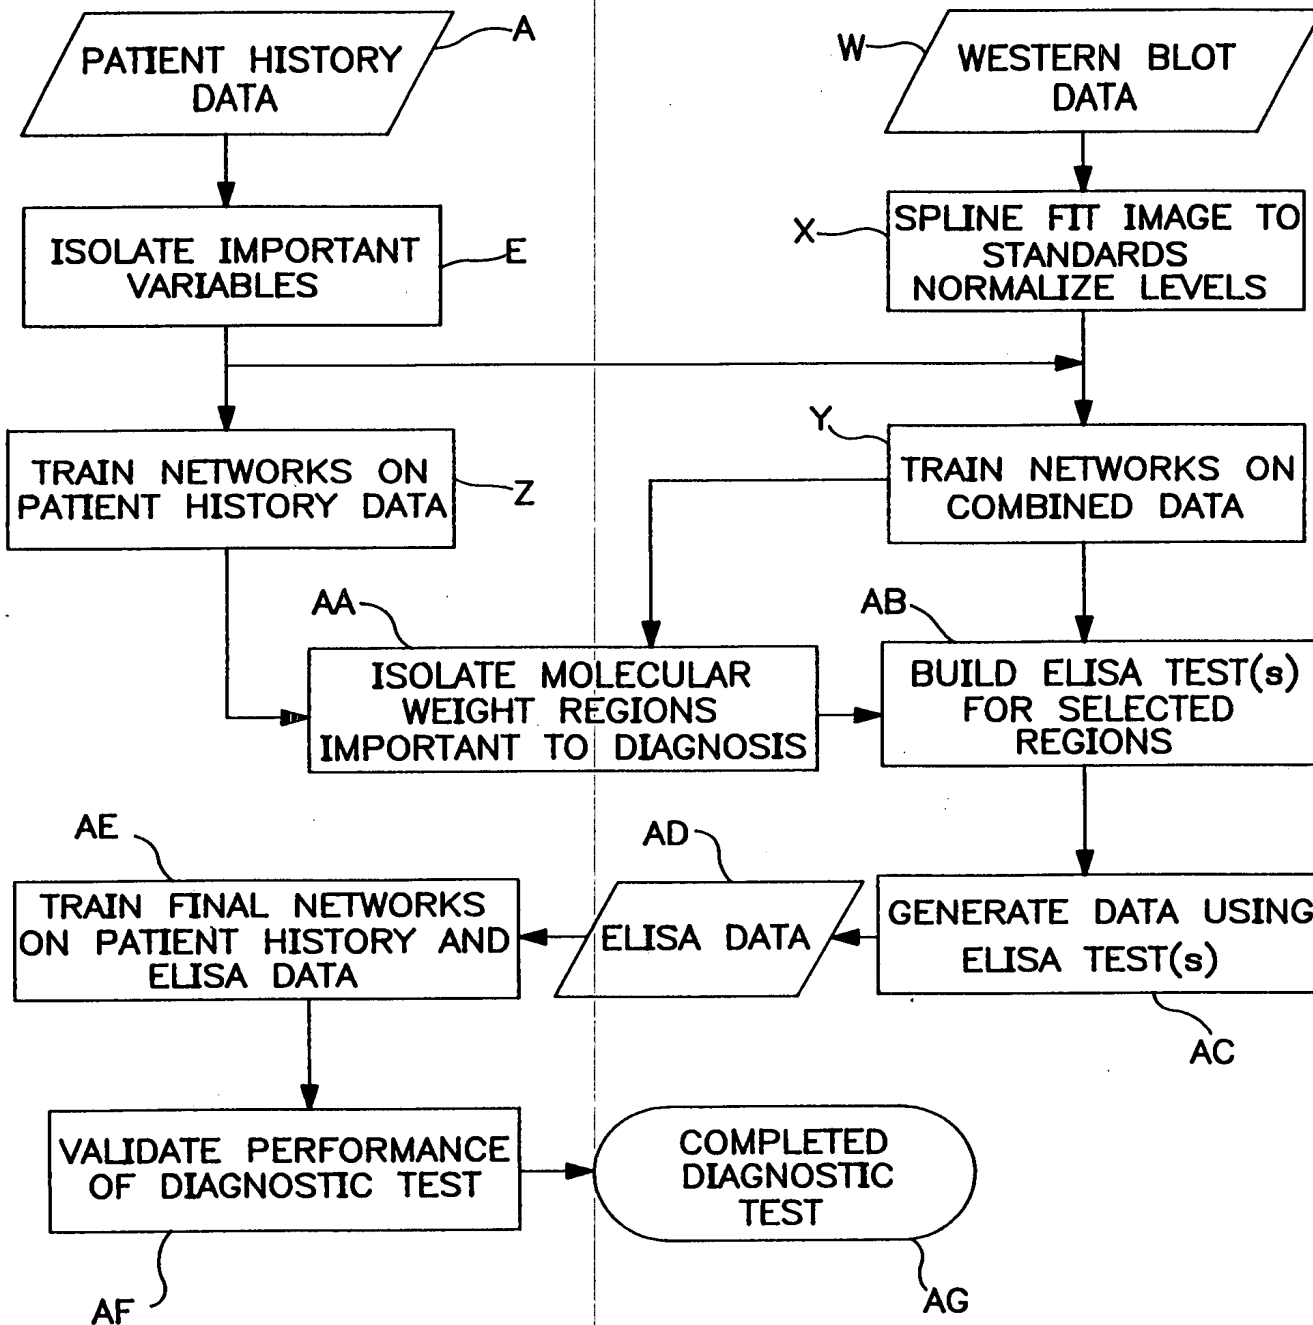 PATIENT HISTORY
DATA
A
W
WESTERN BLOT
DATA
ISOLATE IMPORTANT
VARIABLES
E
X
SPLINE FIT IMAGE TO
STANDARDS
NORMALIZE LEVELS
TRAIN NETWORKS ON
PATIENT HISTORY DATA
Z
Y
TRAIN NETWORKS ON
COMBINED DATA
AA
ISOLATE MOLECULAR
WEIGHT REGIONS
IMPORTANT TO DIAGNOSIS
AB
BUILD ELISA TEST(s)
FOR SELECTED
REGIONS
AE
TRAIN FINAL NETWORKS
ON PATIENT HISTORY AND
ELISA DATA
AD
ELISA DATA
GENERATE DATA USING
ELISA TEST(s)
AC
VALIDATE PERFORMANCE
OF DIAGNOSTIC TEST
AF
COMPLETED
DIAGNOSTIC
TEST
AG